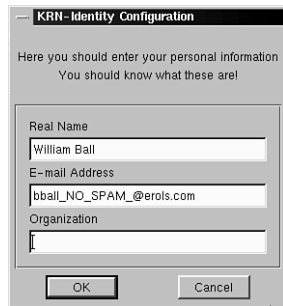 KRN-Identity Configuration
Here you should enter your personal information
You should know what these are!
Real Name
William Ball
E-mail Address
bball_NO_SPAM_@erols.com
Organization
OK
Cancel